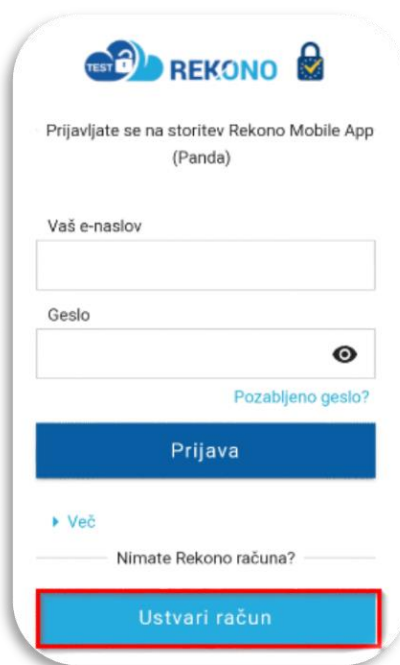 TEST REKONO
Prijavljate se na storitev Rekono Mobile App
(Panda)
Vaš e-naslov
Geslo
Pozabljeno geslo?
Prijava
Več
Nimate Rekono računa?
Ustvari račun